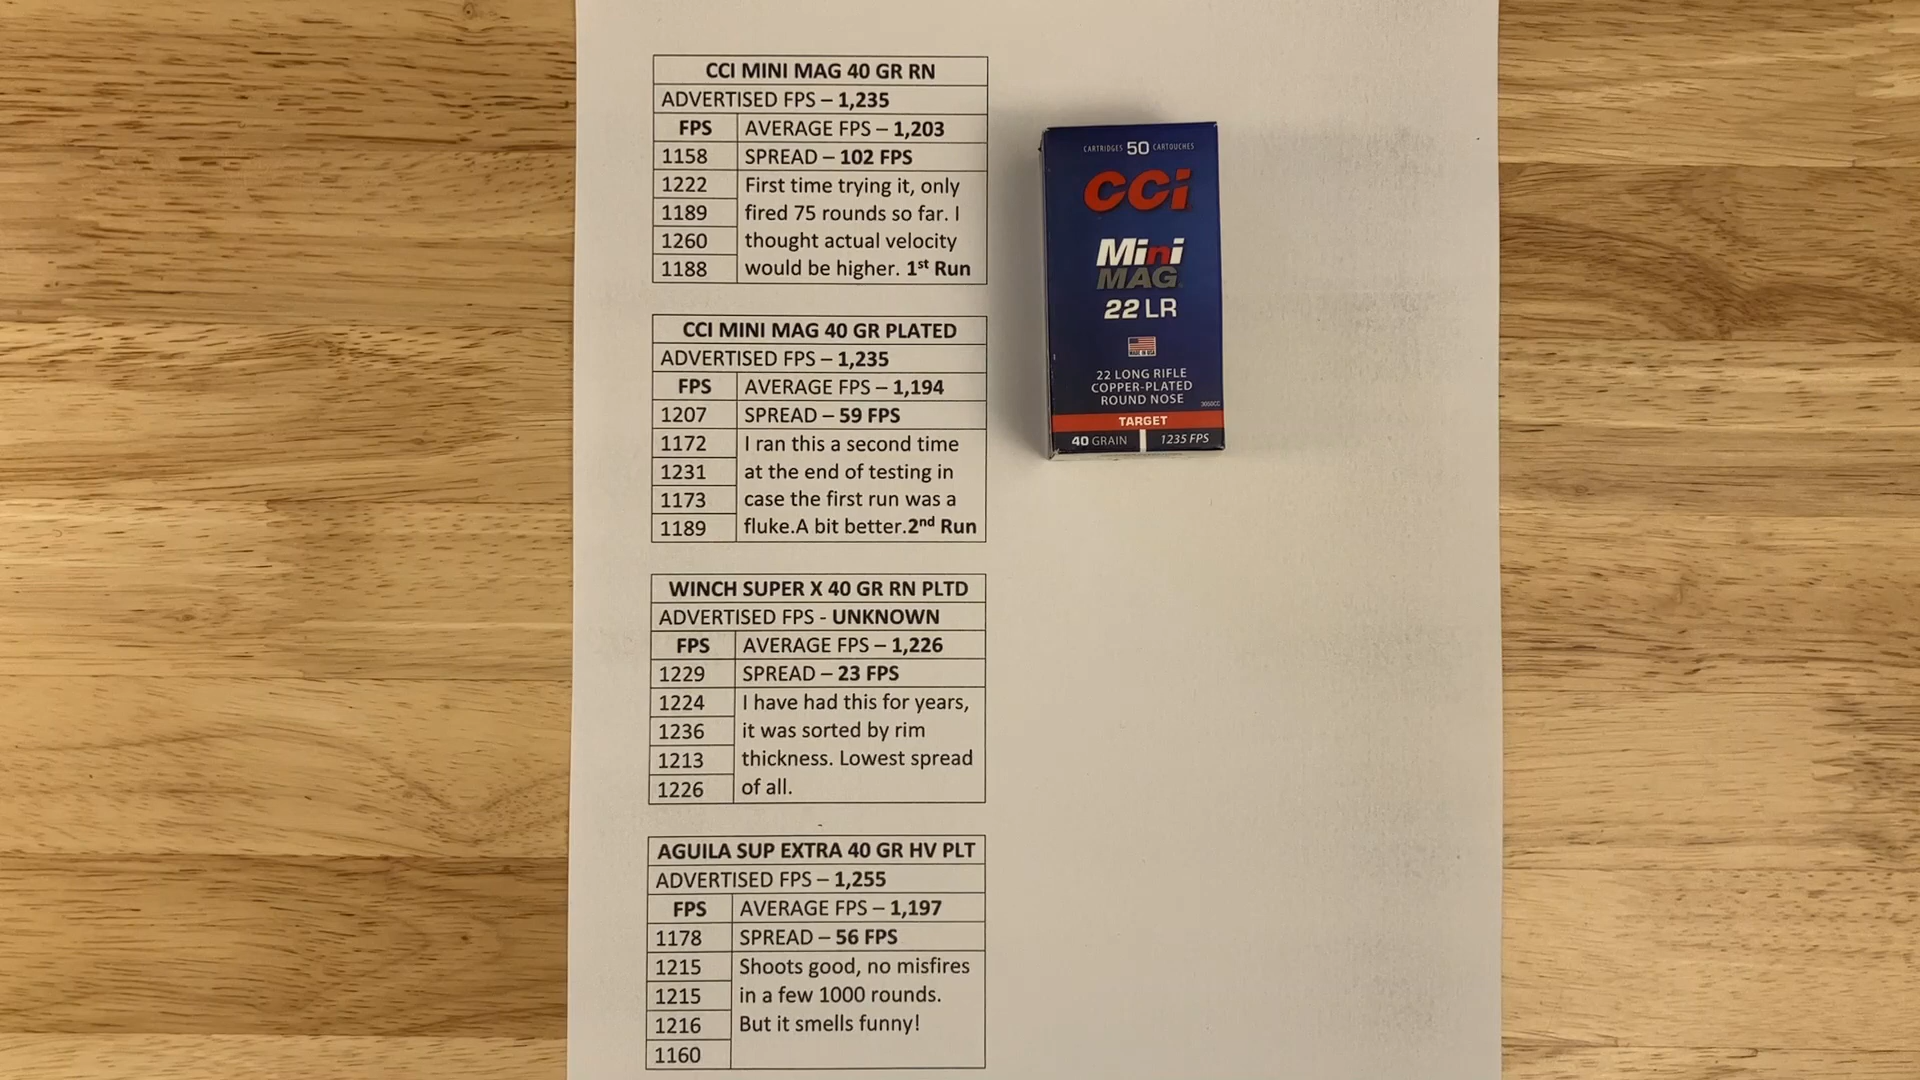 CCI MINI MAG 40 GR RN
ADVERTISED FPS – 1,235
FPS AVERAGE FPS – 1,203
1158 SPREAD – 102 FPS
1222 First time trying it, only
1189 fired 75 rounds so far. I
1260 thought actual velocity
1188 would be higher. 1st Run
CCI MINI MAG 40 GR PLATED
ADVERTISED FPS – 1,235
FPS AVERAGE FPS – 1,194
1207 SPREAD – 59 FPS
1172 I ran this a second time
1231 at the end of testing in
1173 case the first run was a
1189 fluke.A bit better.2nd Run
WINCH SUPER X 40 GR RN PLTD
ADVERTISED FPS - UNKNOWN
FPS AVERAGE FPS – 1,226
1229 SPREAD – 23 FPS
1224 I have had this for years,
1236 it was sorted by rim
1213 thickness. Lowest spread
1226 of all.
AGUILA SUP EXTRA 40 GR HV PLT
ADVERTISED FPS – 1,255
FPS AVERAGE FPS – 1,197
1178 SPREAD – 56 FPS
1215 Shoots good, no misfires
1215 in a few 1000 rounds.
1216 But it smells funny!
1160
CARTRIDGES 50 CARTOUCHES
CCi
Mini
MAG
22 LR
MADE IN USA
22 LONG RIFLE
COPPER-PLATED
ROUND NOSE
TARGET
40 GRAIN 1235 FPS